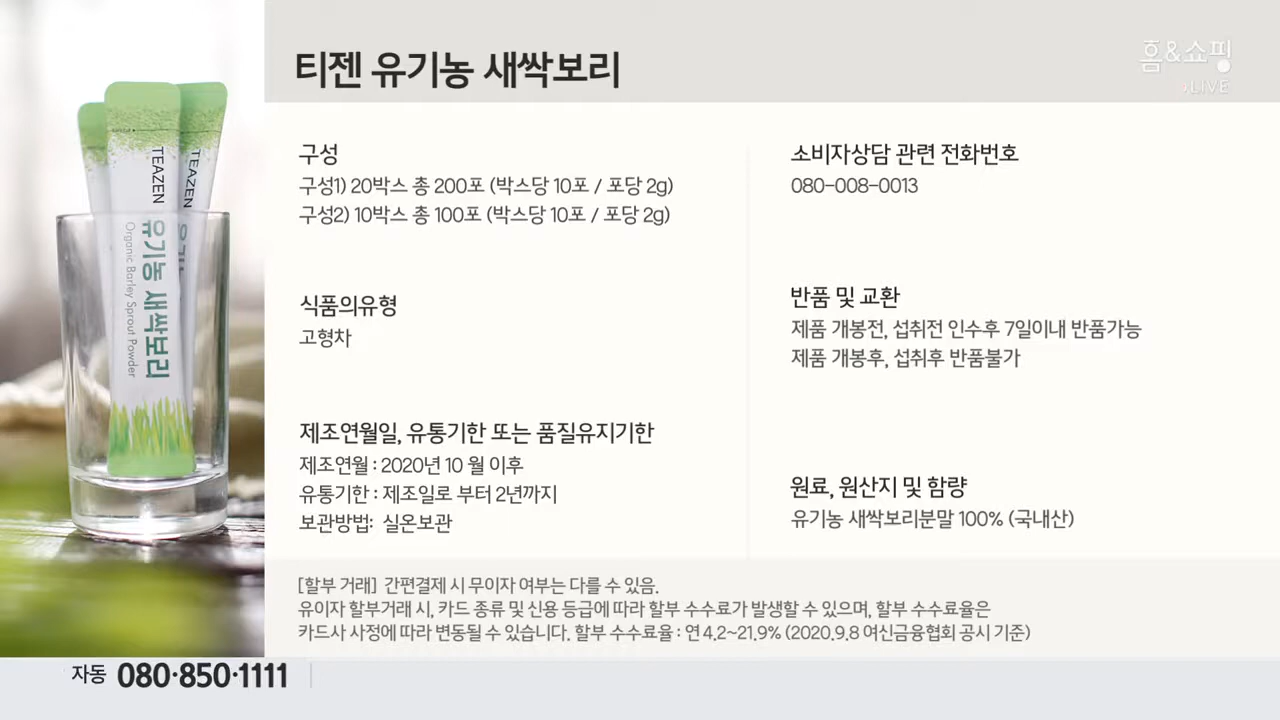 티젠 유기농 새싹보리
홈&쇼핑
LIVE
TEAZEN
유기농 새싹보리
Organic Barley Sprout Powder
TEAZEN
구성
구성1) 20박스 총 200포 (박스당 10포 / 포당 2g)
구성2) 10박스 총 100포 (박스당 10포 / 포당 2g)
식품의유형
고형차
제조연월일, 유통기한 또는 품질유지기한
제조연월 : 2020년 10 월 이후
유통기한 : 제조일로 부터 2년까지
보관방법: 실온보관
소비자상담 관련 전화번호
080-008-0013
반품 및 교환
제품 개봉전, 섭취전 인수후 7일이내 반품가능
제품 개봉후, 섭취후 반품불가
원료, 원산지 및 함량
유기농 새싹보리분말 100% (국내산)
[할부 거래] 간편결제 시 무이자 여부는 다를 수 있음.
유이자 할부거래 시, 카드 종류 및 신용 등급에 따라 할부 수수료가 발생할 수 있으며, 할부 수수료율은
카드사 사정에 따라 변동될 수 있습니다. 할부 수수료율 : 연 4.2~21.9% (2020.9.8 여신금융협회 공시 기준)
자동 080·850·1111